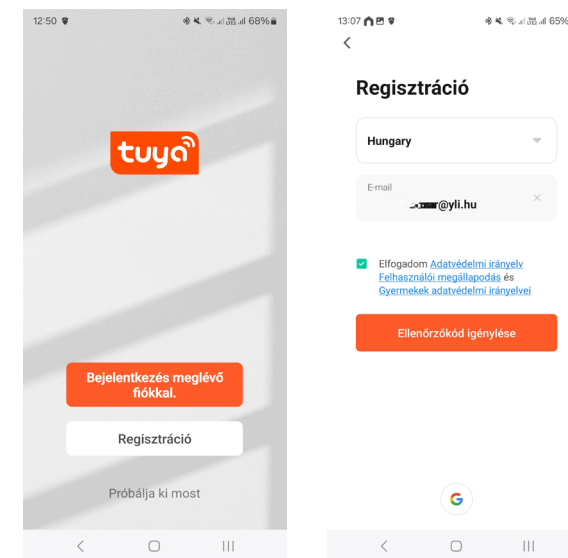 12:50
68%
tuya
Bejelentkezés meglévő
fiókkal.
Regisztráció
Próbálja ki most
13:07
65%
Regisztráció
Hungary
E-mail
@yli.hu
Elfogadom Adatvédelmi irányelv
Felhasználói megállapodás és
Gyermekek adatvédelmi irányelvei
Ellenőrzőkód igénylése
G